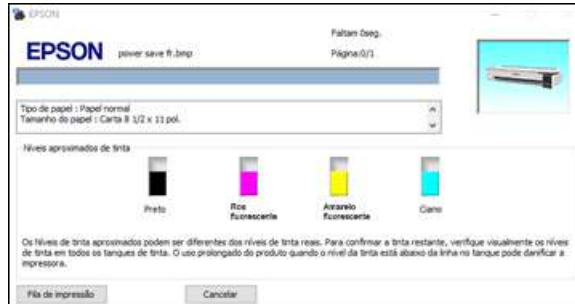 EPSON
Faltam 0seg.
EPSON
power save fr.bmp
Página:0/1
Tipo de papel : Papel normal
Tamanho do papel : Carta 8 1/2 x 11 pol.
Níveis aproximados de tinta
Preto
Ros fluorescente
Amarelo fluorescente
Ciano
Os Níveis de tinta aproximados podem ser diferentes dos níveis de tinta reais. Para confirmar a tinta restante, verifique visualmente os níveis
de tinta em todos os tanques de tinta. O uso prolongado do produto quando o nível da tinta está abaixo da linha no tanque pode danificar a
impressora.
Fila de impressão
Cancelar